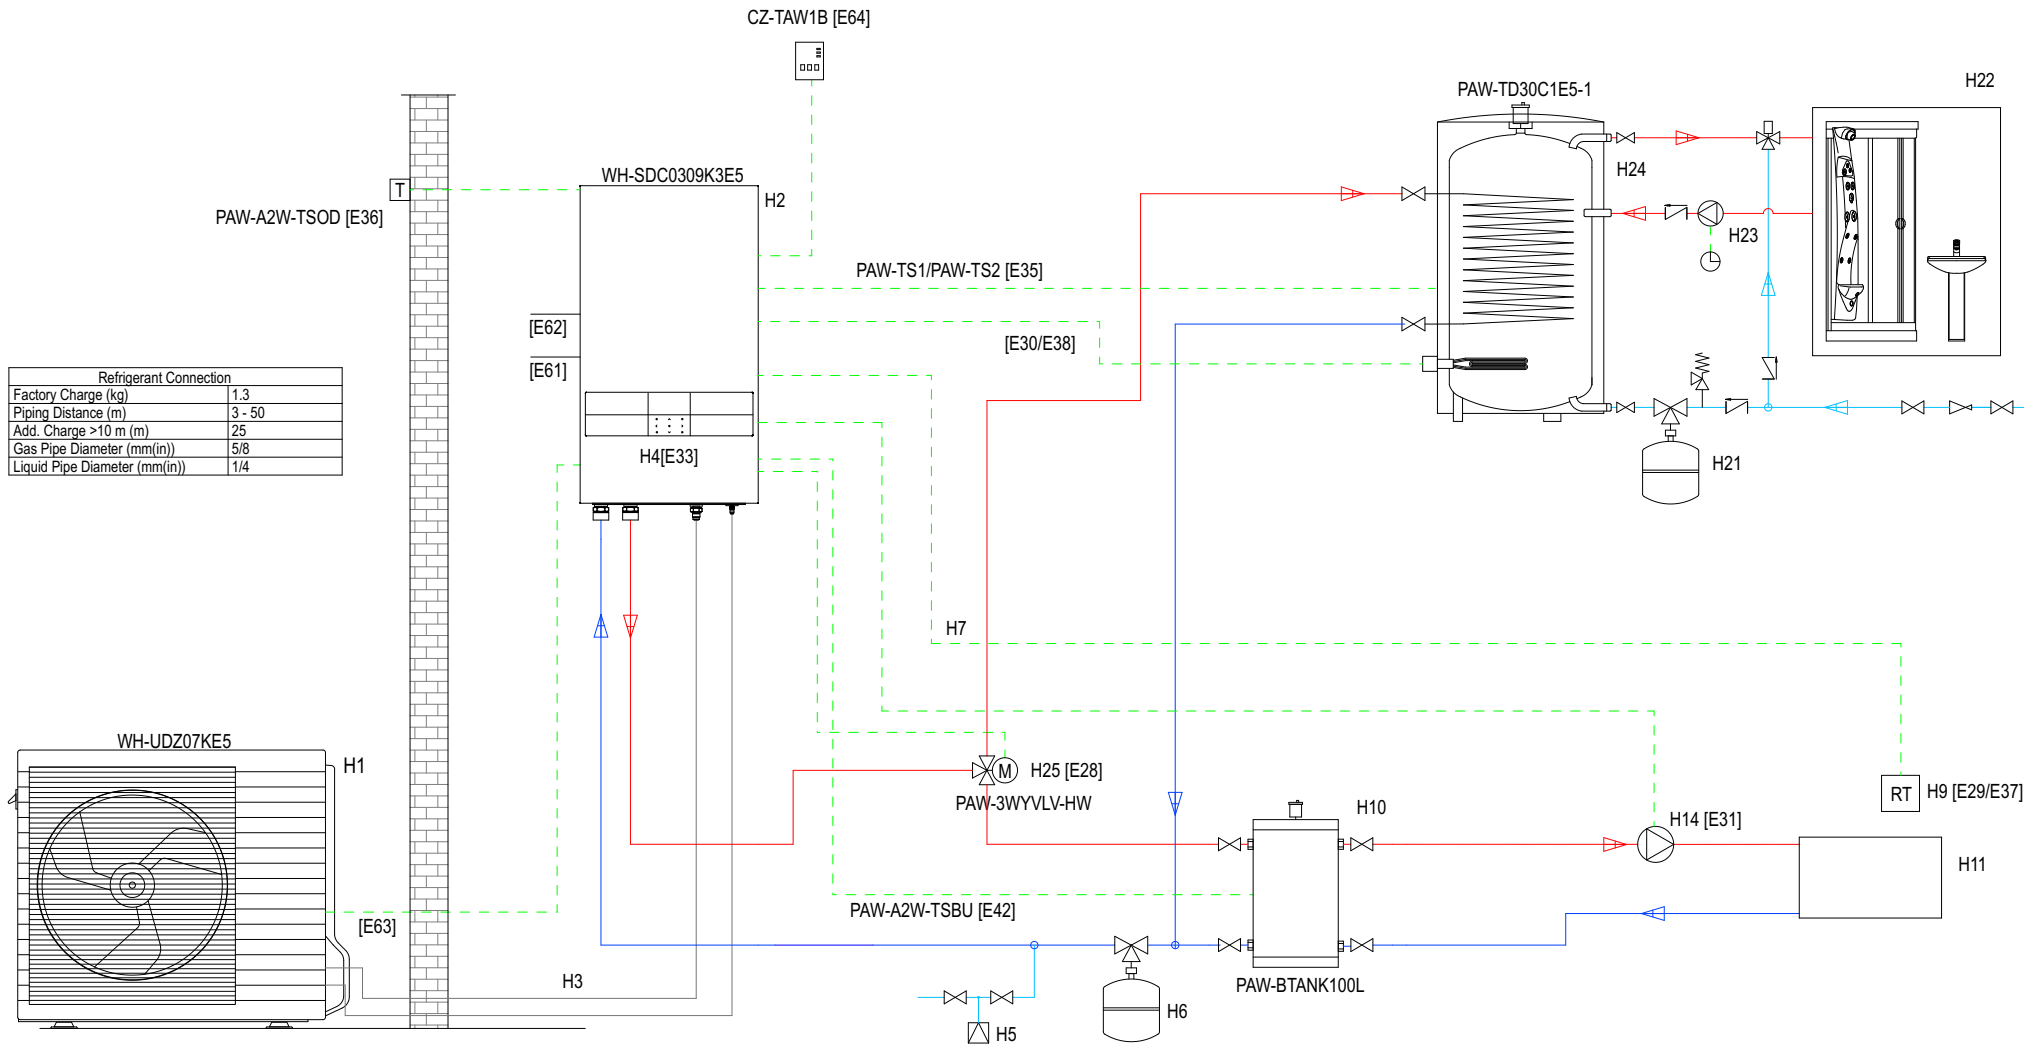 CZ-TAW1B [E64]
PAW-TD30C1E5-1
H22
WH-SDC0309K3E5
H2
H24
T
PAW-A2W-TSOD [E36]
H23
PAW-TS1/PAW-TS2 [E35]
[E62]
[E30/E38]
[E61]
Refrigerant Connection
Factory Charge (kg) 1.3
Piping Distance (m) 3 - 50
Add. Charge >10 m (m) 25
Gas Pipe Diameter (mm(in)) 5/8
Liquid Pipe Diameter (mm(in)) 1/4
H4[E33]
H21
H7
WH-UDZ07KE5
H1
M
H25 [E28]
PAW-3WYVLV-HW
H10
RT
H9 [E29/E37]
H14 [E31]
H11
PAW-A2W-TSBU [E42]
[E63]
H3
PAW-BTANK100L
H6
H5